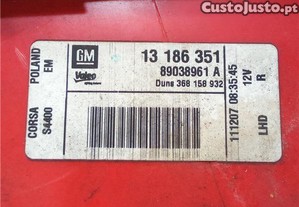 CustoJusto.pt
POLAND
EM
GM
Valeo
13 186 351
89038961 A
Duns 368 158 932
CORSA
S4400
111207 08:35:45
12V
R
LHD